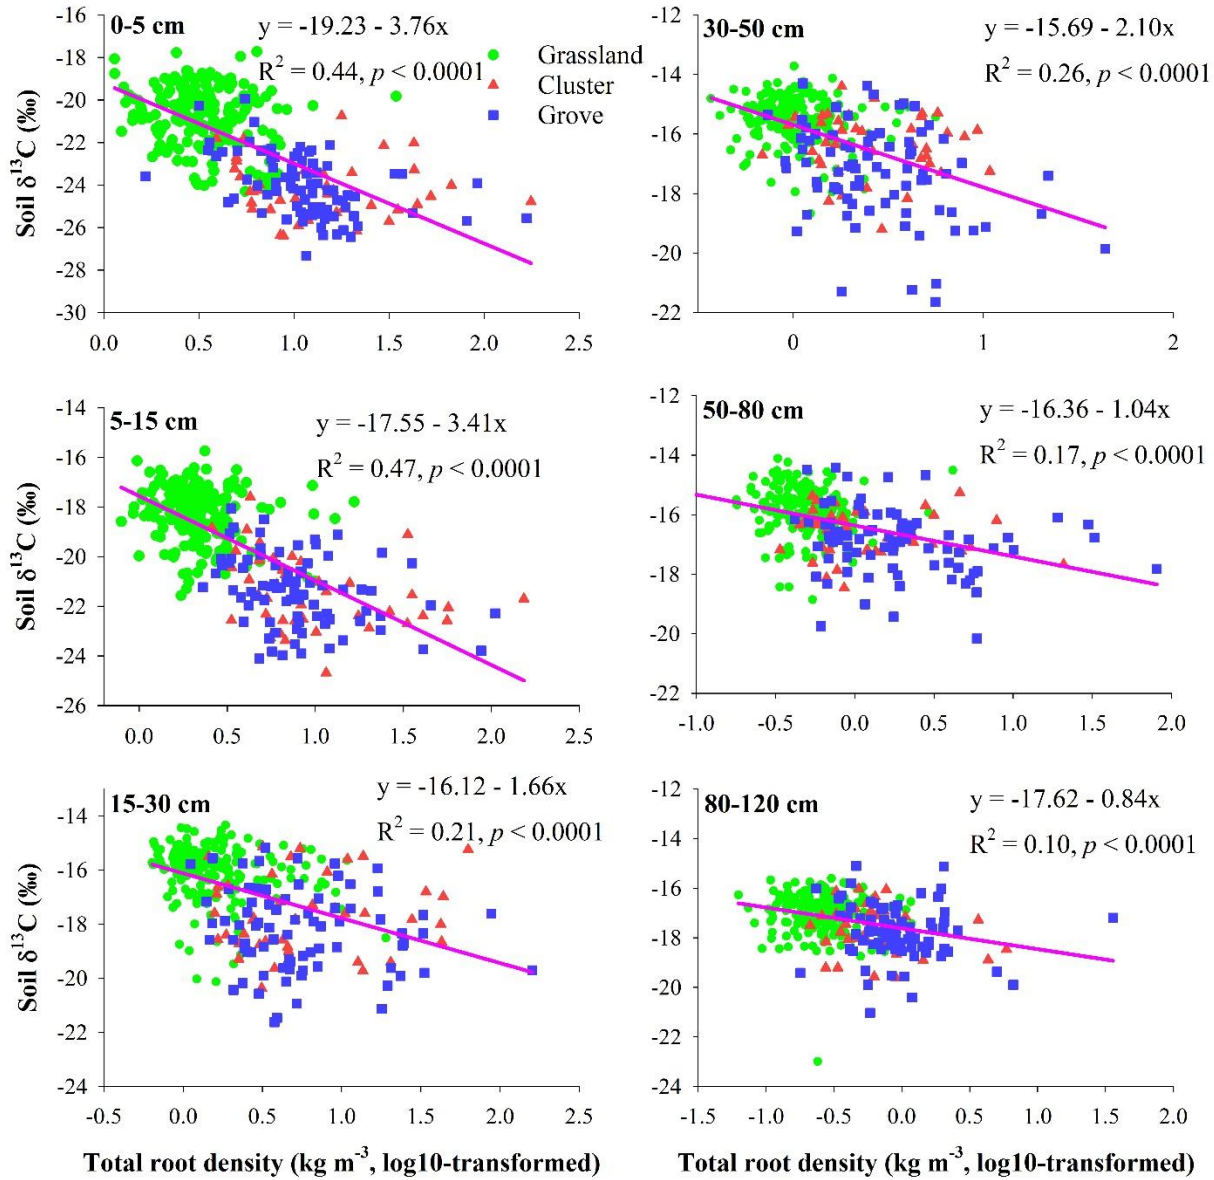 0-5 cm
y = -19.23 - 3.76x
R² = 0.44, p < 0.0001
Grassland
Cluster
Grove
-16
-18
-20
-22
-24
-26
-28
-30
Soil δ¹³C (‰)
0.0 0.5 1.0 1.5 2.0 2.5
30-50 cm
y = -15.69 - 2.10x
R² = 0.26, p < 0.0001
-12
-14
-16
-18
-20
-22
0 1 2
5-15 cm
y = -17.55 - 3.41x
R² = 0.47, p < 0.0001
-14
-16
-18
-20
-22
-24
-26
Soil δ¹³C (‰)
0.0 0.5 1.0 1.5 2.0 2.5
50-80 cm
y = -16.36 - 1.04x
R² = 0.17, p < 0.0001
-12
-14
-16
-18
-20
-22
-1.0 -0.5 0.0 0.5 1.0 1.5 2.0
15-30 cm
y = -16.12 - 1.66x
R² = 0.21, p < 0.0001
-14
-16
-18
-20
-22
-24
Soil δ¹³C (‰)
-0.5 0.0 0.5 1.0 1.5 2.0 2.5
Total root density (kg m⁻³, log10-transformed)
80-120 cm
y = -17.62 - 0.84x
R² = 0.10, p < 0.0001
-12
-14
-16
-18
-20
-22
-24
-1.5 -1.0 -0.5 0.0 0.5 1.0 1.5 2.0
Total root density (kg m⁻³, log10-transformed)